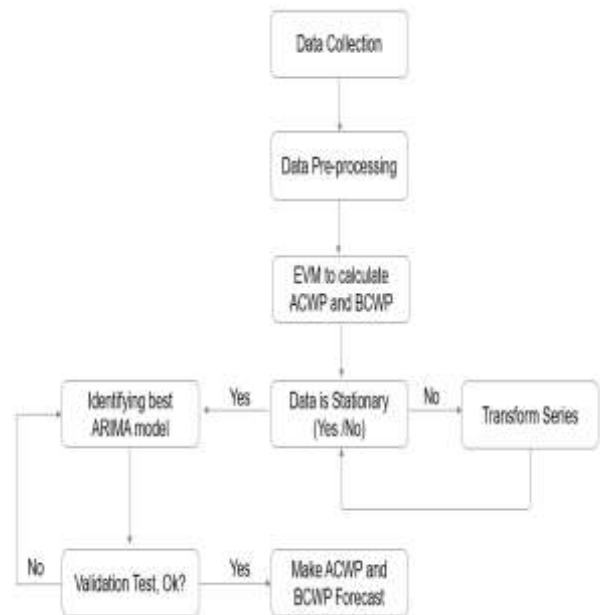 Data Collection
Data Pre-processing
EVM to calculate
ACWP and BCWP
Identifying best
ARIMA model
Yes
Data is Stationary
(Yes /No)
No
Transform Series
No
Validation Test, Ok?
Yes
Make ACWP and
BCWP Forecast